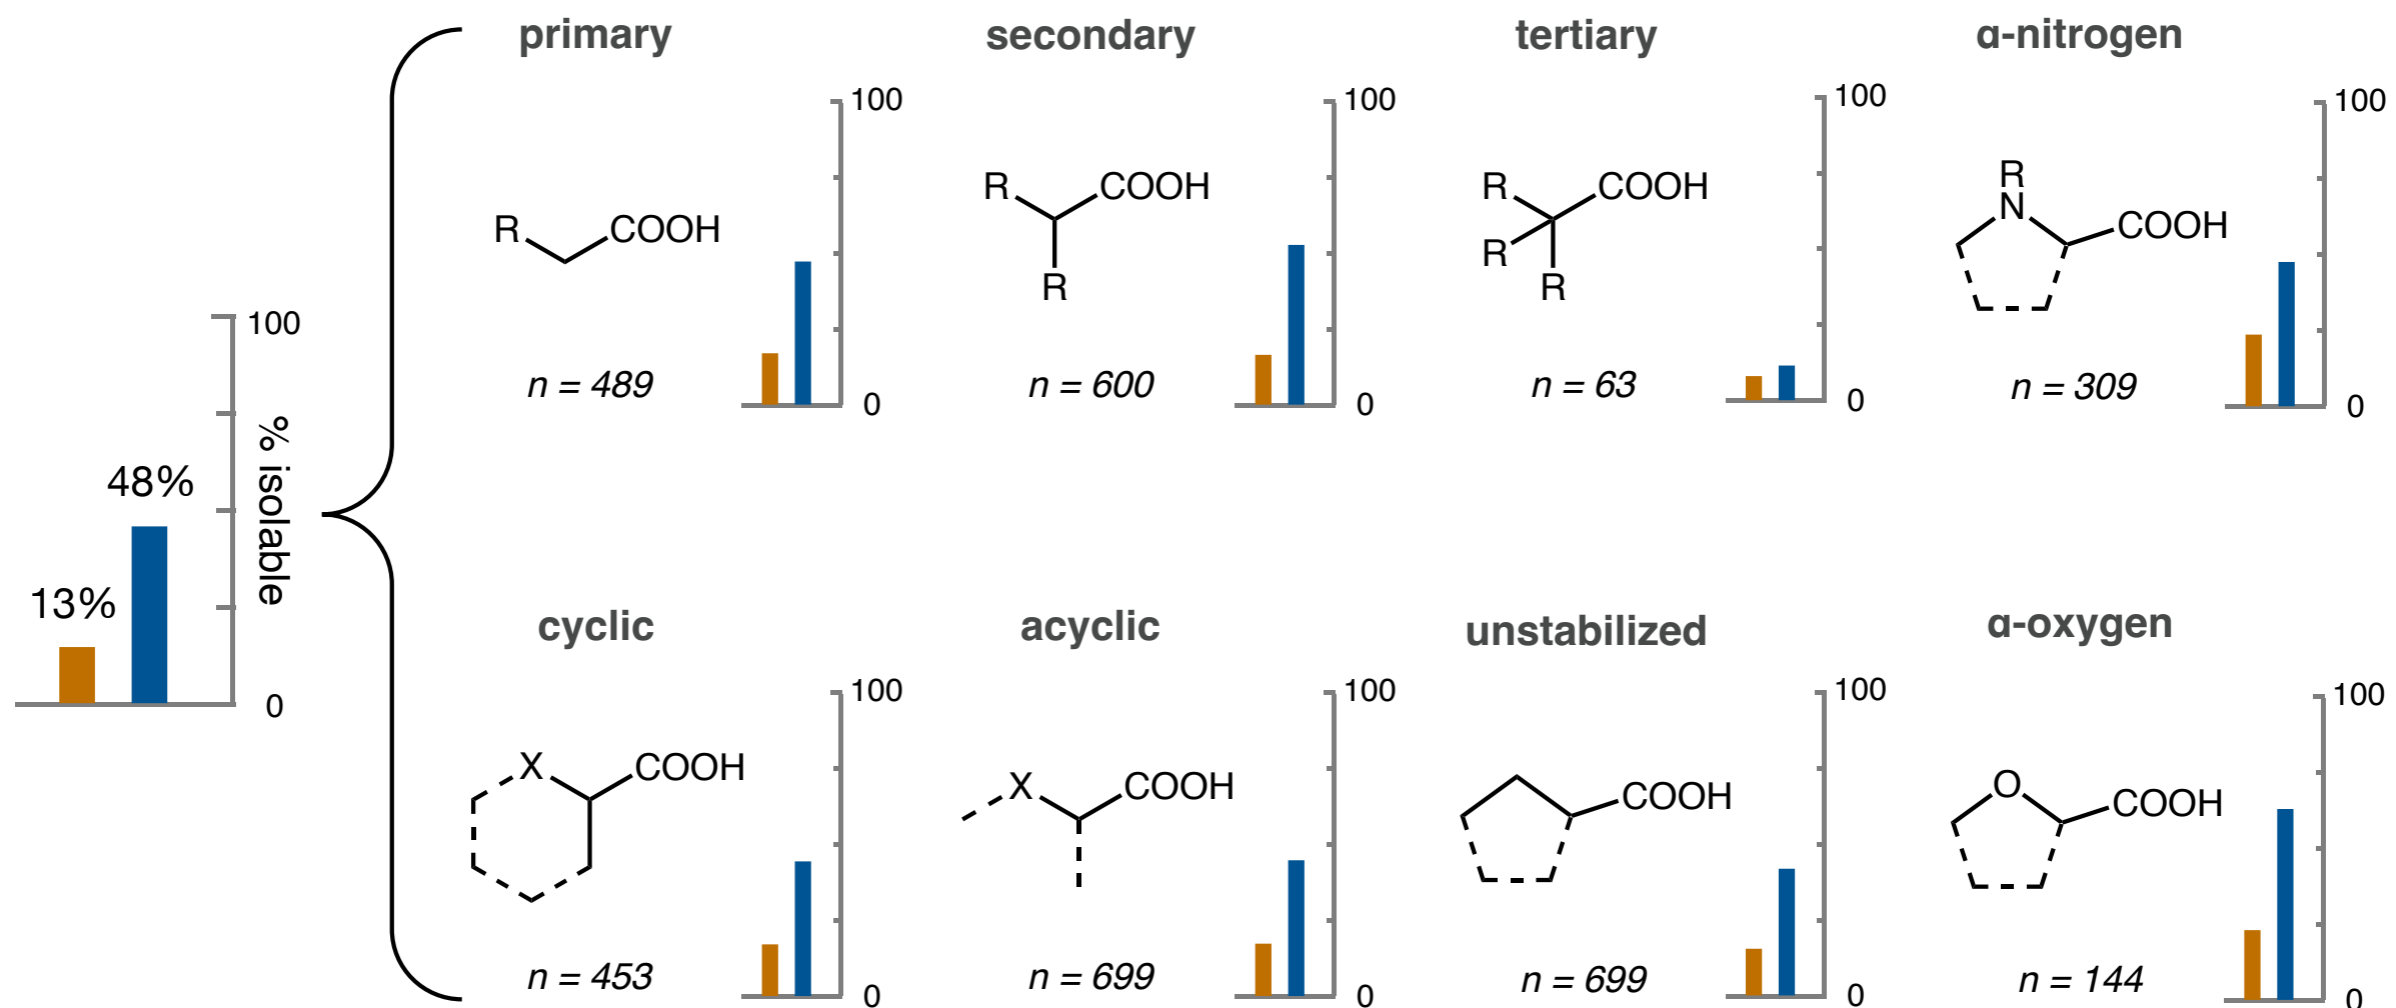 100
48%
13%
% isolable
0
primary
R
COOH
n = 489
100
0
secondary
R
COOH
R
n = 600
100
0
tertiary
R
COOH
R
R
n = 63
100
0
ɑ-nitrogen
R
N
COOH
n = 309
100
0
cyclic
X
COOH
n = 453
100
0
acyclic
X
COOH
n = 699
100
0
unstabilized
COOH
n = 699
100
0
ɑ-oxygen
O
COOH
n = 144
100
0